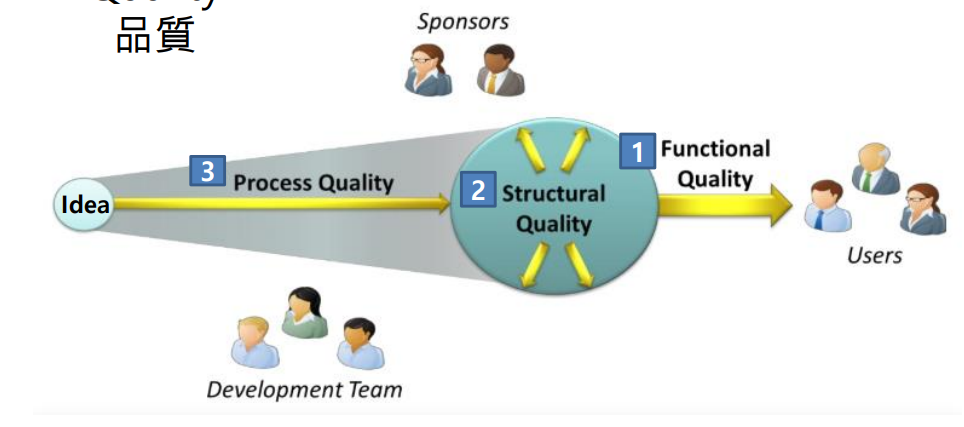 品質
Sponsors
1
Functional
Quality
3
Process Quality
2
Structural
Quality
Idea
Users
Development Team